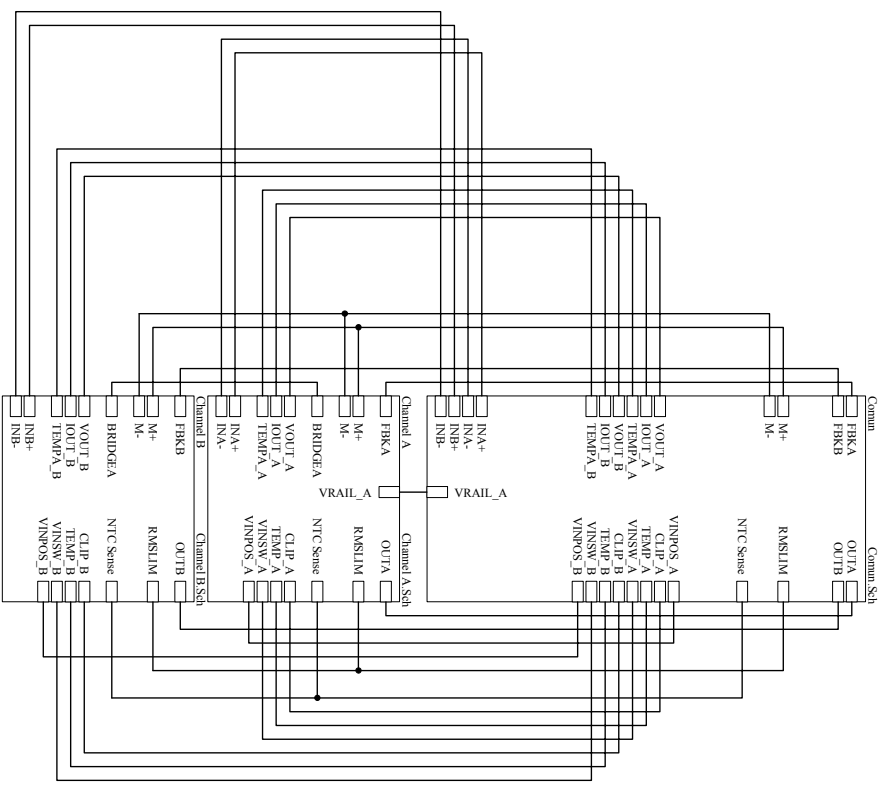 Channel B
INB-
INB+
TEMPA_B
IOUT_B
VOUT_B
BRIDGEA
M-
M+
FBKB
VINPOS_B
VINSW_B
TEMP_B
CLIP_B
NTC Sense
RMSLIM
OUTB
Channel B.Sch
Channel A
INA-
INA+
TEMPA_A
IOUT_A
VOUT_A
BRIDGEA
M-
M+
FBKA
VRAIL_A
VINPOS_A
VINSW_A
TEMP_A
CLIP_A
NTC Sense
RMSLIM
OUTA
Channel A.Sch
Comun
INB-
INB+
INA-
INA+
TEMPA_B
IOUT_B
VOUT_B
TEMPA_A
IOUT_A
VOUT_A
M-
M+
FBKB
FBKA
VRAIL_A
VINPOS_B
VINSW_B
TEMP_B
CLIP_B
VINSW_A
TEMP_A
CLIP_A
VINPOS_A
NTC Sense
RMSLIM
OUTB
OUTA
Comun.Sch